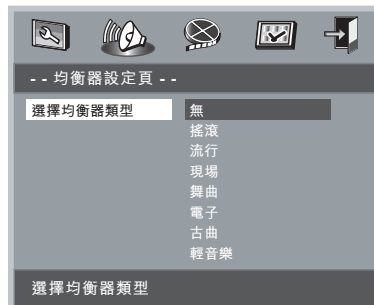 - - 均衡器設定頁 - -
選擇均衡器類型 無
搖滾
流行
現場
舞曲
電子
古曲
輕音樂
選擇均衡器類型